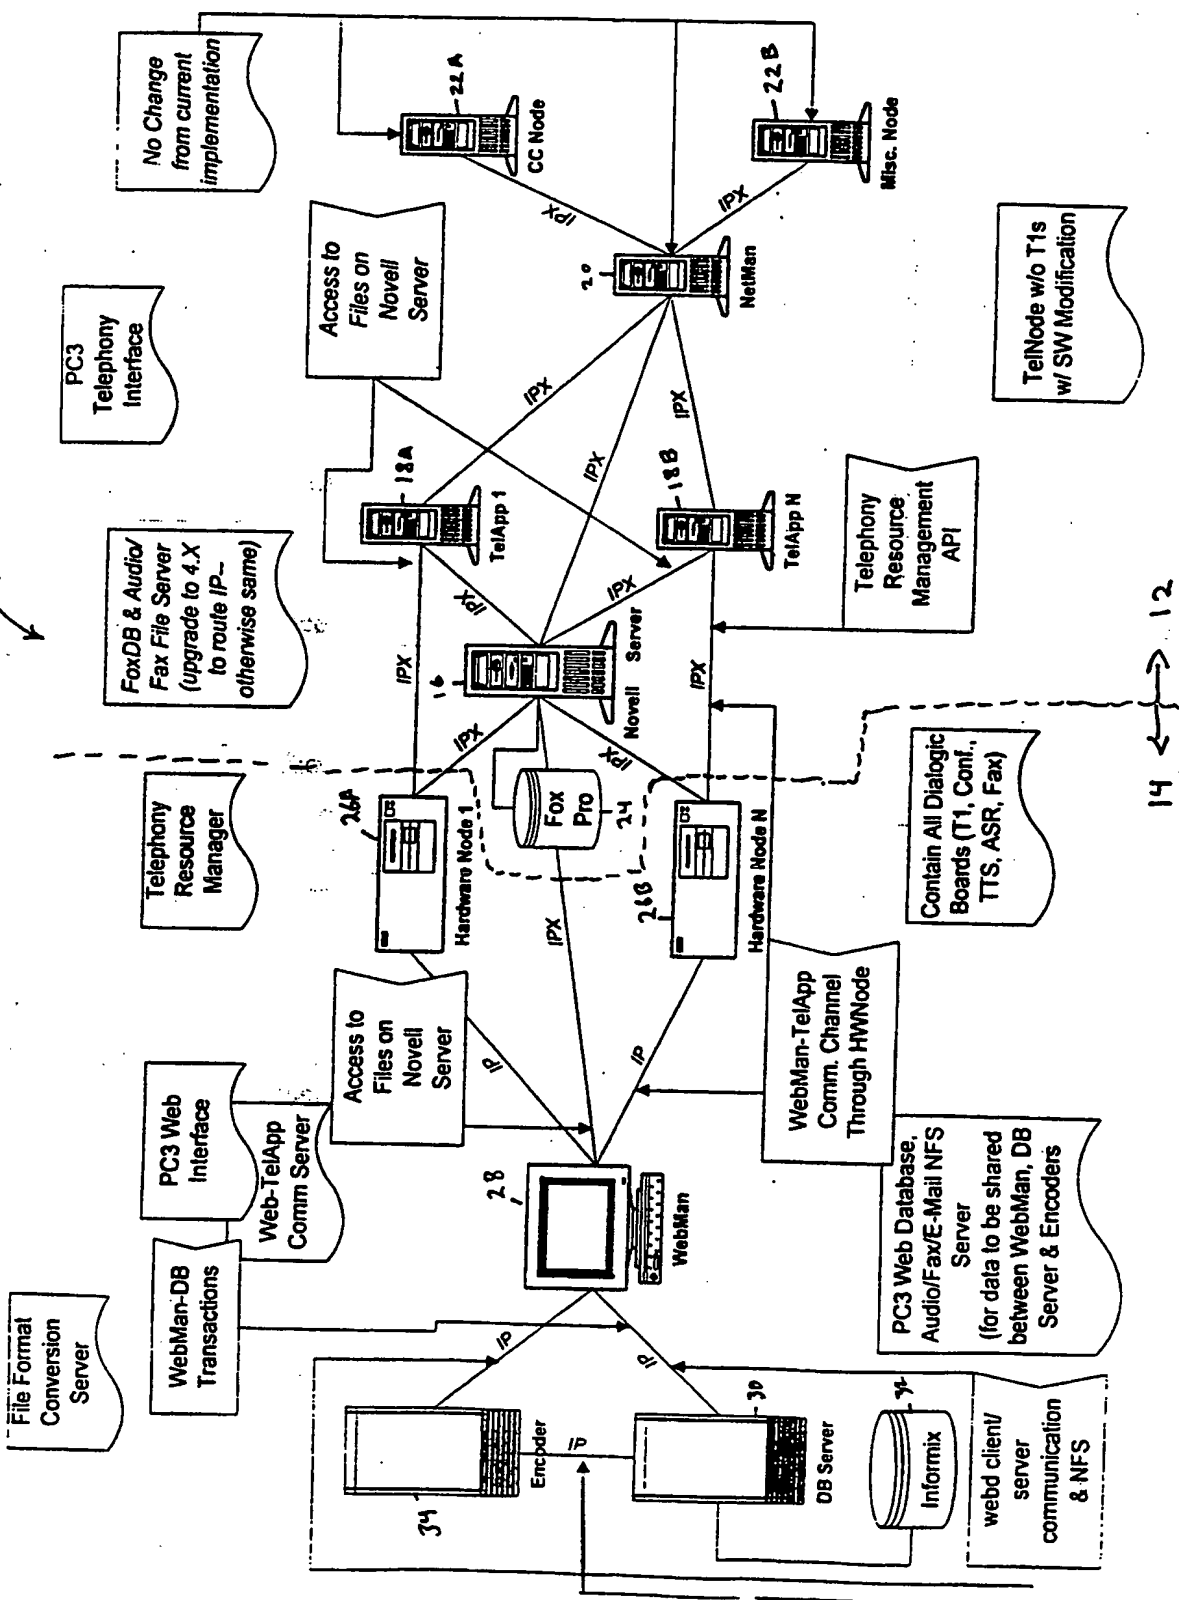 File Format
Conversion
Server
WebMan-DB
Transactions
PC3 Web
Interface
Web-TelApp
Comm Server
Telephony
Resource
Manager
FoxDB & Audio/
Fax File Server
(upgrade to 4.X
to route IP--
otherwise same)
PC3
Telephony
Interface
No Change
from current
implementation
Access to
Files on
Novell
Server
Access to
Files on
Novell
Server
34
Encoder
IP
IP
IP
30
DB Server
32
Informix
28
WebMan
IP
IPX
IP
26A
Hardware Node 1
Fox
Pro
24
26B
Hardware Node N
IPX
IPX
IPX
IPX
16
Novell Server
IPX
IPX
18A
TelApp 1
18B
TelApp N
IPX
IPX
IPX
20
NetMan
IPX
IPX
22A
CC Node
22B
Misc. Node
webd client/
server
communication
& NFS
PC3 Web Database,
Audio/Fax/E-Mail NFS
Server
(for data to be shared
between WebMan, DB
Server & Encoders
WebMan-TelApp
Comm. Channel
Through HWNode
Contain All Dialogic
Boards (T1, Conf.,
TTS, ASR, Fax)
Telephony
Resource
Management
API
TelNode w/o T1s
w/ SW Modification
14
12